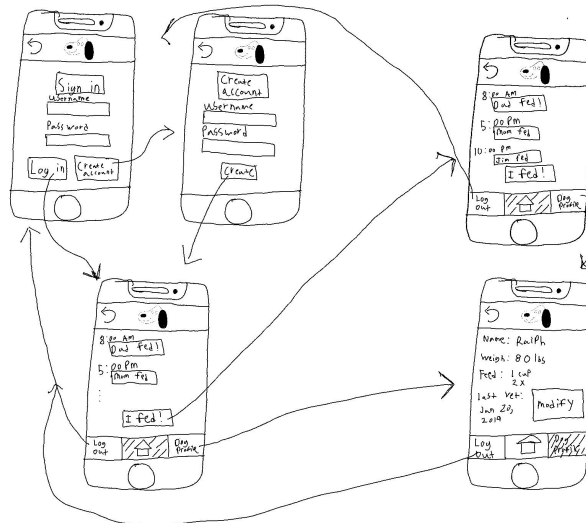 Sign in
Username
Password
Log in
Create
account
Create
account
Username
Password
Create
8:00 AM
Dad fed!
5:00 PM
Mom fed
10:00 PM
Jim fed
I fed!
Log
out
Dog
Profile
8:00 AM
Dad fed!
5:00 PM
Mom fed
I fed!
Log
out
Dog
Profile
Name: Ralph
Weigh: 80 lbs
Feed: 1 cup
2x
last Vet:
Jan 20,
2019
modify
Log
out
Dog
Profile